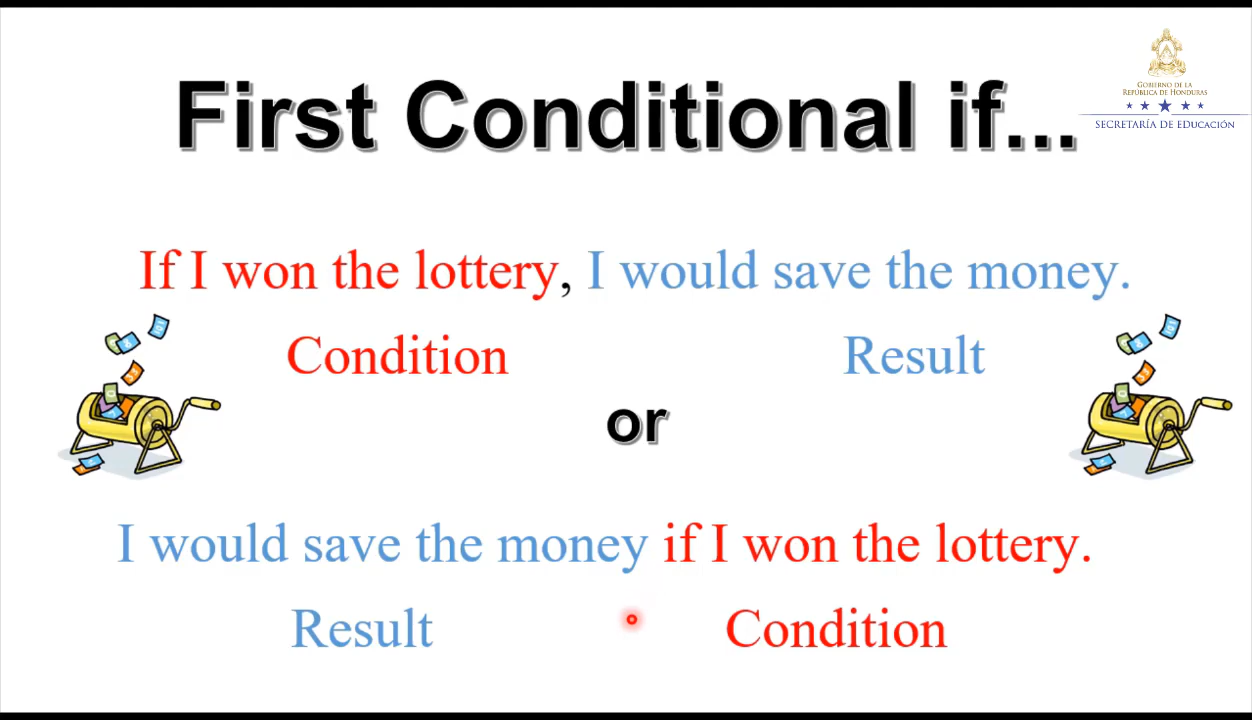 First Conditional if...
GOBIERNO DE LA
REPÚBLICA DE HONDURAS
SECRETARÍA DE EDUCACIÓN
If I won the lottery, I would save the money.
Condition Result
or
I would save the money if I won the lottery.
Result Condition